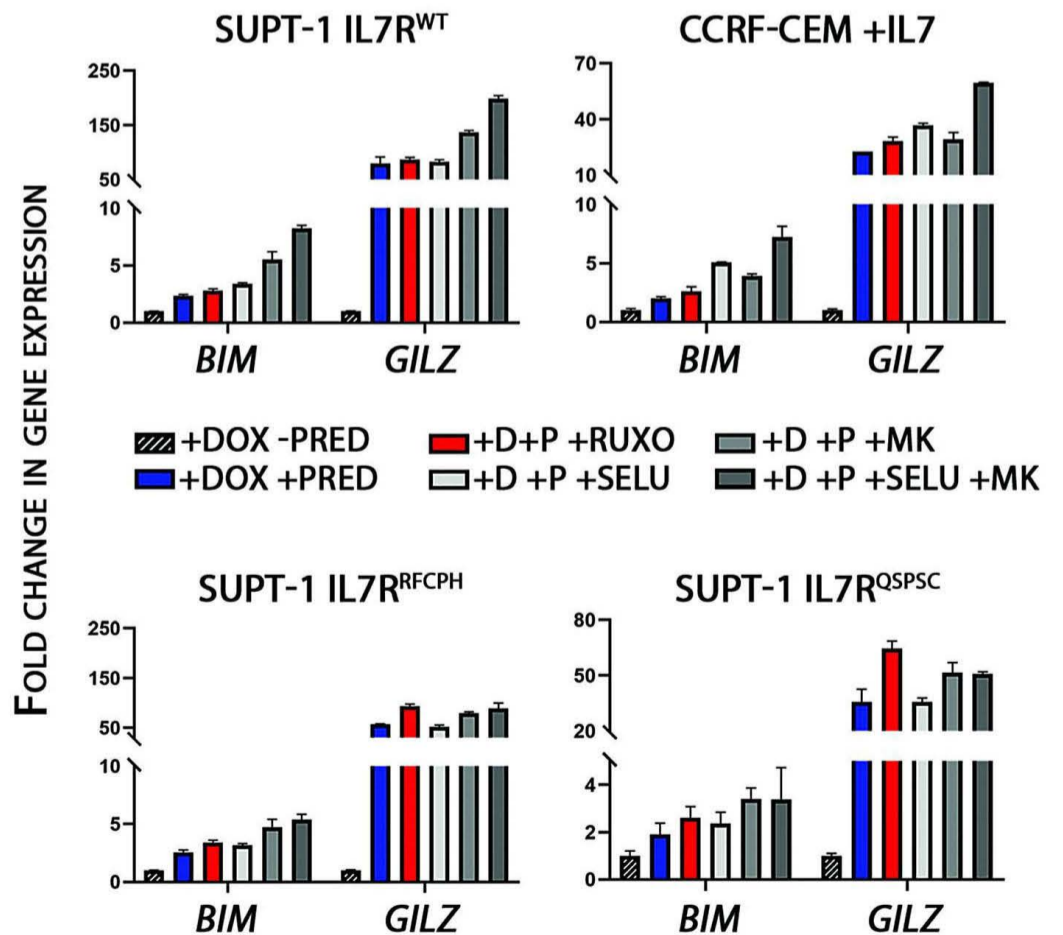 FOLD CHANGE IN GENE EXPRESSION
SUPT-1 IL7RWT
250
150
50
10
5
0
BIM GILZ
CCRF-CEM +IL7
70
40
10
10
5
0
BIM GILZ
+DOX -PRED +D+P +RUXO +D +P +MK
+DOX +PRED +D +P +SELU +D +P +SELU +MK
SUPT-1 IL7RRFCPH
250
150
50
10
5
0
BIM GILZ
SUPT-1 IL7RQSPSC
80
50
20
4
2
0
BIM GILZ